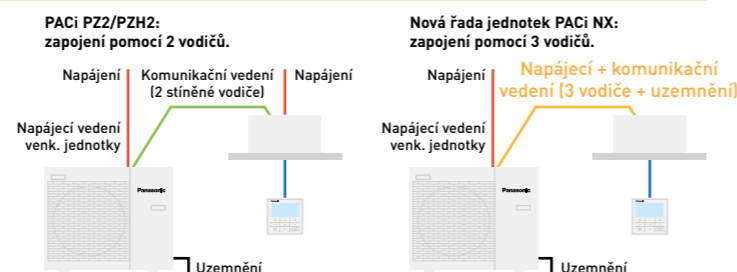 PACi PZ2/PZH2:
zapojení pomocí 2 vodičů.
Napájení
Komunikační vedení
(2 stíněné vodiče)
Napájení
Napájecí vedení
venk. jednotky
Panasonic
Uzemnění
Nová řada jednotek PACi NX:
zapojení pomocí 3 vodičů.
Napájení
Napájecí + komunikační
vedení (3 vodiče + uzemnění)
Napájecí vedení
venk. jednotky
Panasonic
Uzemnění